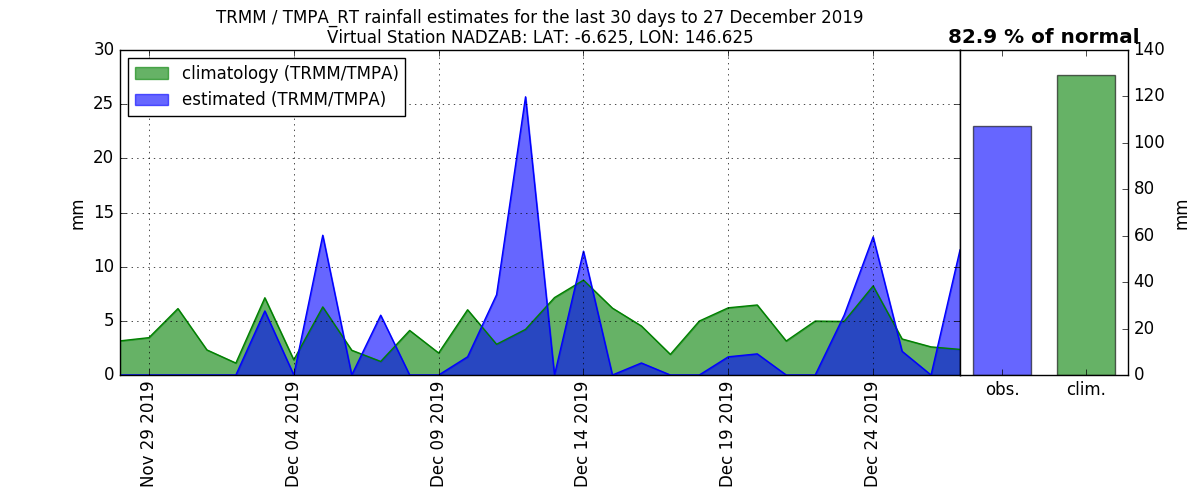 TRMM / TMPA_RT rainfall estimates for the last 30 days to 27 December 2019
Virtual Station NADZAB: LAT: -6.625, LON: 146.625
82.9 % of normal
climatology (TRMM/TMPA)
estimated (TRMM/TMPA)
mm
30
25
20
15
10
5
0
Nov 29 2019
Dec 04 2019
Dec 09 2019
Dec 14 2019
Dec 19 2019
Dec 24 2019
obs.
clim.
140
120
100
80
60
40
20
0
mm